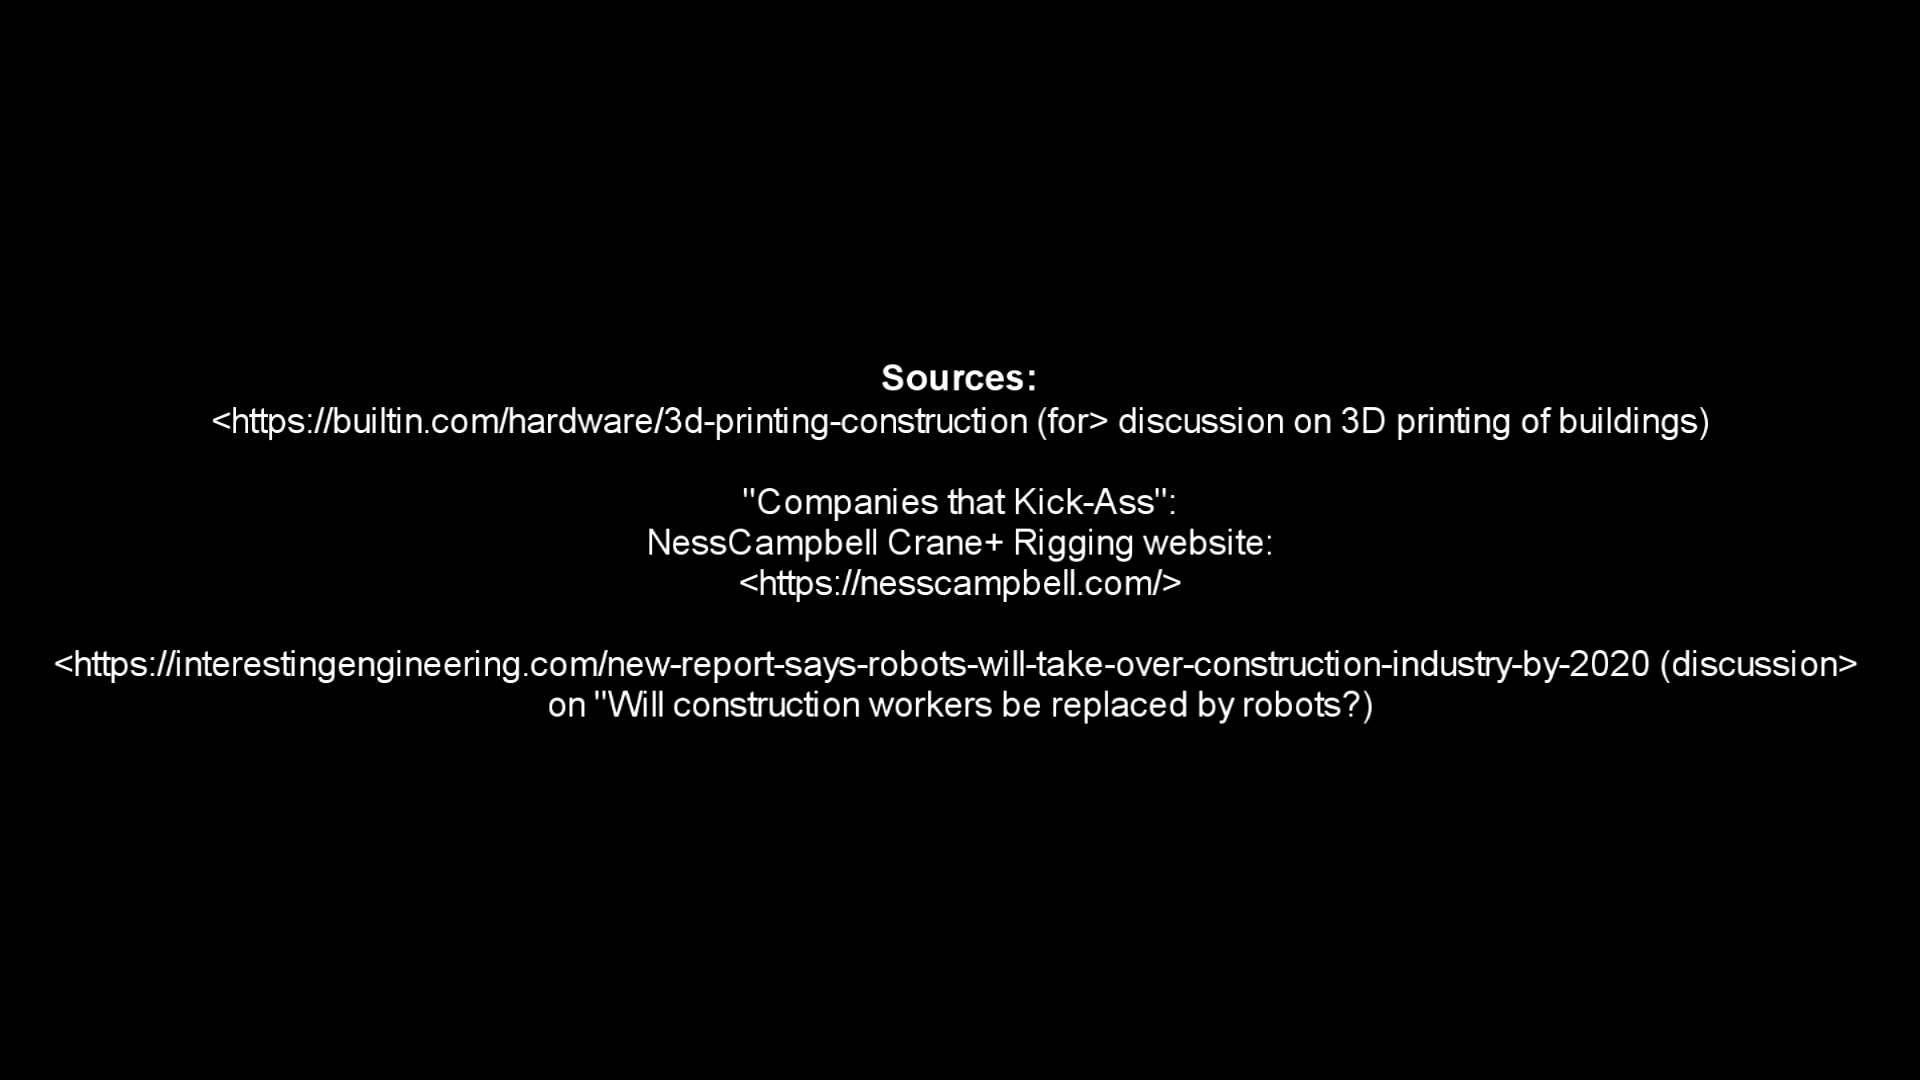 Sources:
<https://builtin.com/hardware/3d-printing-construction (for> discussion on 3D printing of buildings)
"Companies that Kick-Ass":
NessCampbell Crane+ Rigging website:
<https://nesscampbell.com/>
<https://interestingengineering.com/new-report-says-robots-will-take-over-construction-industry-by-2020 (discussion>
on "Will construction workers be replaced by robots?)